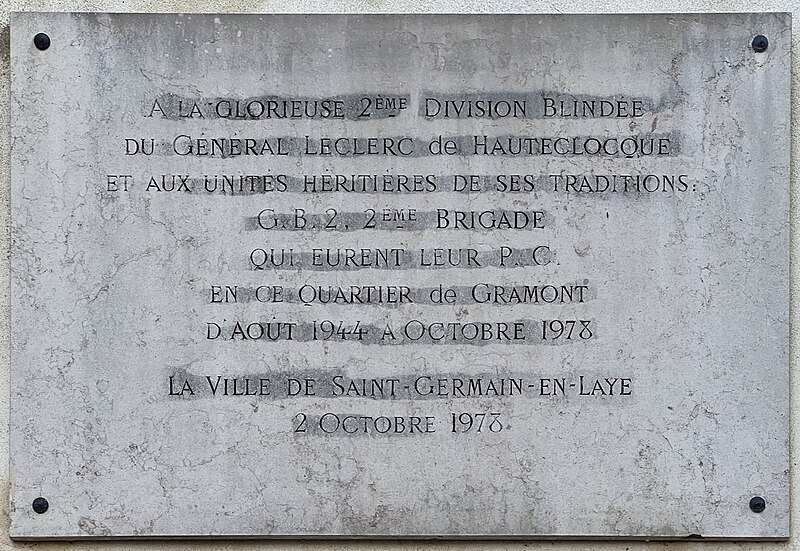 A LA GLORIEUSE 2ÈME DIVISION BLINDÉE
DU GÉNÉRAL LECLERC de HAUTECLOCQUE
ET AUX UNITÉS HÉRITIÈRES DE SES TRADITIONS:
G.B.2, 2ÈME BRIGADE
QUI EURENT LEUR P.C.
EN CE QUARTIER de GRAMONT
D'AOUT 1944 A OCTOBRE 1978
LA VILLE DE SAINT-GERMAIN-EN-LAYE
2 OCTOBRE 1978.